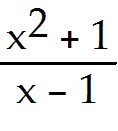 x² + 1
x − 1